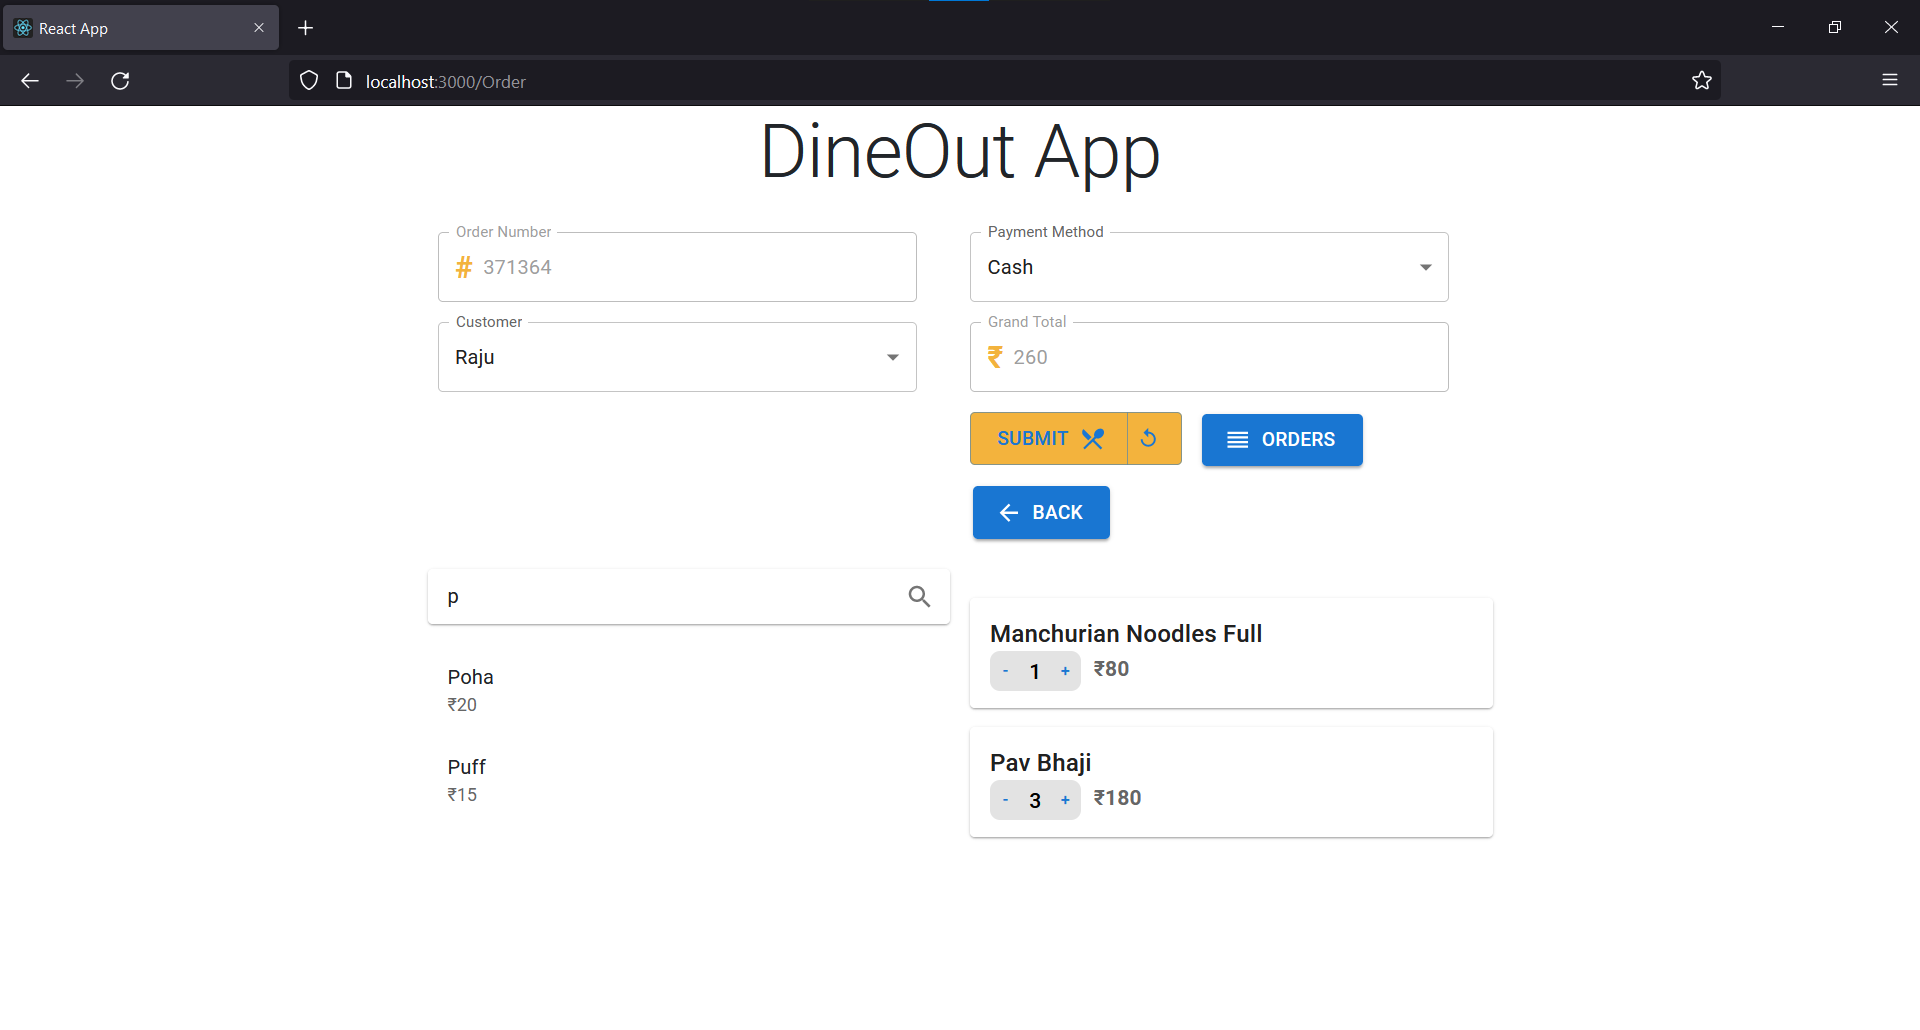 React App
localhost:3000/Order
DineOut App
Order Number
# 371364
Payment Method
Cash
Customer
Raju
Grand Total
₹ 260
SUBMIT
ORDERS
BACK
p
Poha
₹20
Puff
₹15
Manchurian Noodles Full
- 1 + ₹80
Pav Bhaji
- 3 + ₹180